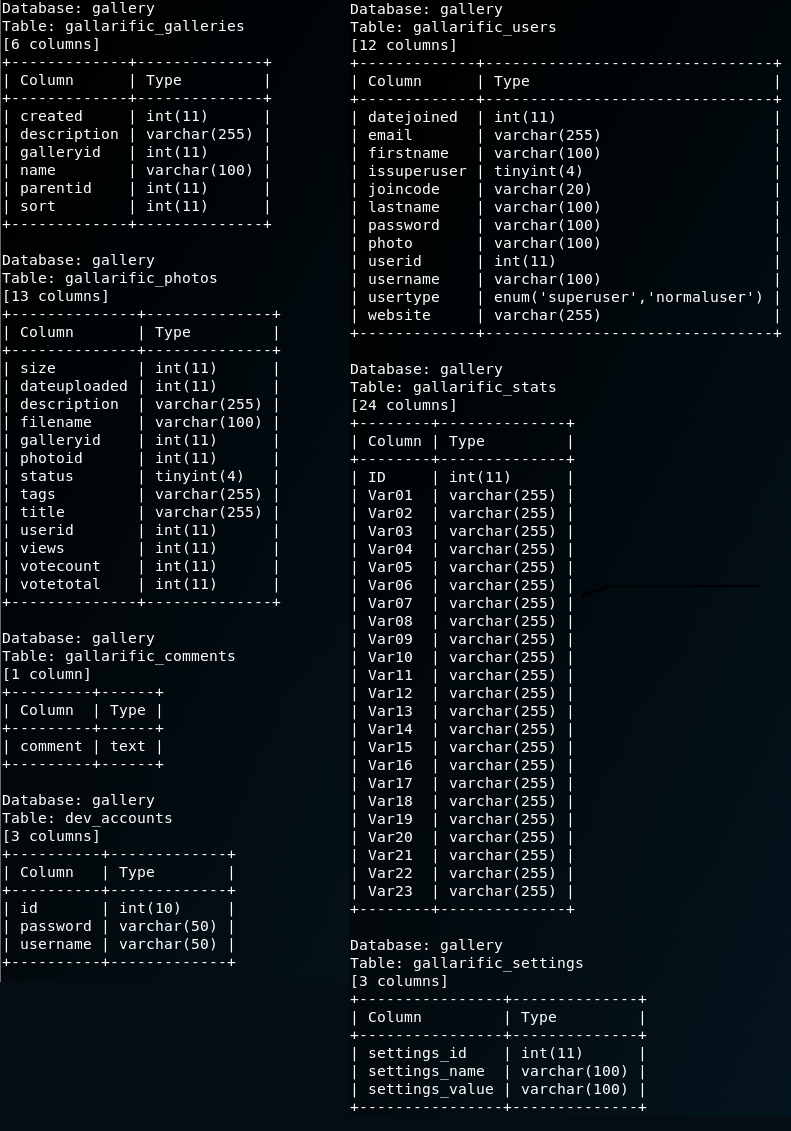 Database: gallery
Table: gallarific_galleries
[6 columns]
+-------------+--------------+
| Column      | Type         |
+-------------+--------------+
| created     | int(11)      |
| description | varchar(255) |
| galleryid   | int(11)      |
| name        | varchar(100) |
| parentid    | int(11)      |
| sort        | int(11)      |
+-------------+--------------+

Database: gallery
Table: gallarific_photos
[13 columns]
+--------------+--------------+
| Column       | Type         |
+--------------+--------------+
| size         | int(11)      |
| dateuploaded | int(11)      |
| description  | varchar(255) |
| filename     | varchar(100) |
| galleryid    | int(11)      |
| photoid      | int(11)      |
| status       | tinyint(4)   |
| tags         | varchar(255) |
| title        | varchar(255) |
| userid       | int(11)      |
| views        | int(11)      |
| votecount    | int(11)      |
| votetotal    | int(11)      |
+--------------+--------------+

Database: gallery
Table: gallarific_comments
[1 column]
+---------+------+
| Column  | Type |
+---------+------+
| comment | text |
+---------+------+

Database: gallery
Table: dev_accounts
[3 columns]
+----------+-------------+
| Column   | Type        |
+----------+-------------+
| id       | int(10)     |
| password | varchar(50) |
| username | varchar(50) |
+----------+-------------+

Database: gallery
Table: gallarific_users
[12 columns]
+-------------+--------------------------------+
| Column      | Type                           |
+-------------+--------------------------------+
| datejoined  | int(11)                        |
| email       | varchar(255)                   |
| firstname   | varchar(100)                   |
| issuperuser | tinyint(4)                     |
| joincode    | varchar(20)                    |
| lastname    | varchar(100)                   |
| password    | varchar(100)                   |
| photo       | varchar(100)                   |
| userid      | int(11)                        |
| username    | varchar(100)                   |
| usertype    | enum('superuser','normaluser') |
| website     | varchar(255)                   |
+-------------+--------------------------------+

Database: gallery
Table: gallarific_stats
[24 columns]
+--------+--------------+
| Column | Type         |
+--------+--------------+
| ID     | int(11)      |
| Var01  | varchar(255) |
| Var02  | varchar(255) |
| Var03  | varchar(255) |
| Var04  | varchar(255) |
| Var05  | varchar(255) |
| Var06  | varchar(255) |
| Var07  | varchar(255) |
| Var08  | varchar(255) |
| Var09  | varchar(255) |
| Var10  | varchar(255) |
| Var11  | varchar(255) |
| Var12  | varchar(255) |
| Var13  | varchar(255) |
| Var14  | varchar(255) |
| Var15  | varchar(255) |
| Var16  | varchar(255) |
| Var17  | varchar(255) |
| Var18  | varchar(255) |
| Var19  | varchar(255) |
| Var20  | varchar(255) |
| Var21  | varchar(255) |
| Var22  | varchar(255) |
| Var23  | varchar(255) |
+--------+--------------+

Database: gallery
Table: gallarific_settings
[3 columns]
+----------------+--------------+
| Column         | Type         |
+----------------+--------------+
| settings_id    | int(11)      |
| settings_name  | varchar(100) |
| settings_value | varchar(100) |
+----------------+--------------+